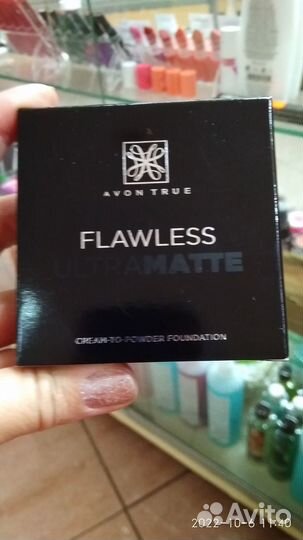 AVON TRUE
FLAWLESS
ULTRAMATTE
CREAM-TO-POWDER FOUNDATION
2022-10-6 11:40
Avito